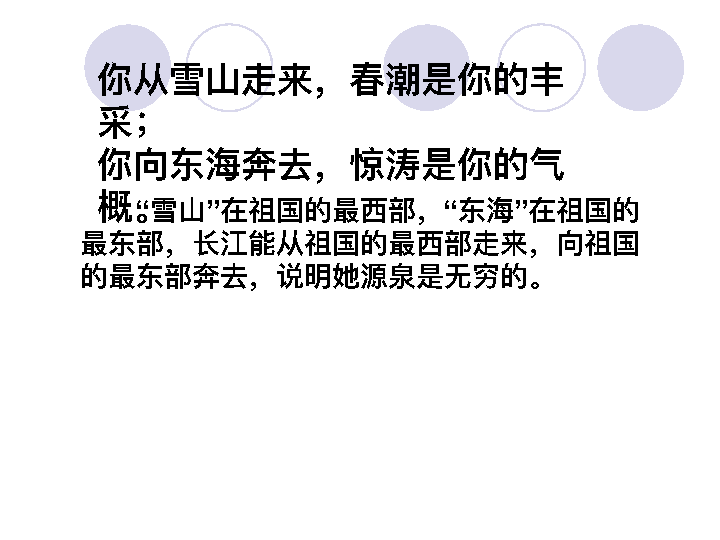 你从雪山走来，春潮是你的丰
采；
你向东海奔去，惊涛是你的气
概。
“雪山”在祖国的最西部，“东海”在祖国的
最东部，长江能从祖国的最西部走来，向祖国
的最东部奔去，说明她源泉是无穷的。